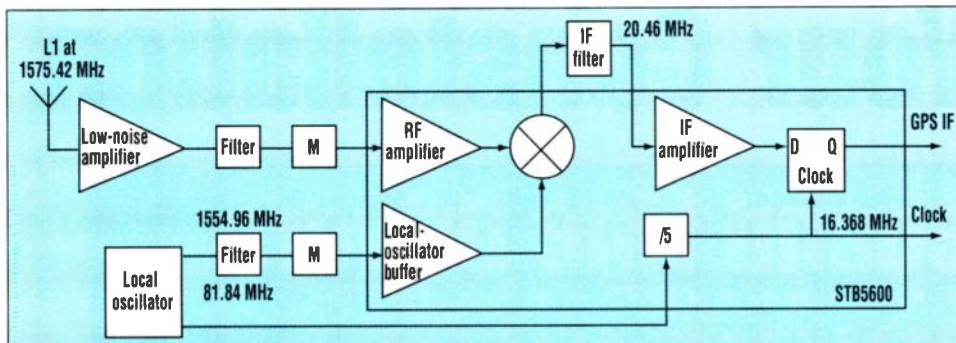 L1 at
1575.42 MHz
Low-noise
amplifier
Filter
M
RF
amplifier
IF
filter
20.46 MHz
IF
amplifier
D Q
Clock
GPS IF
1554.96 MHz
Filter
M
Local-
oscillator
buffer
/5
16.368 MHz
Clock
Local
oscillator
81.84 MHz
STB5600